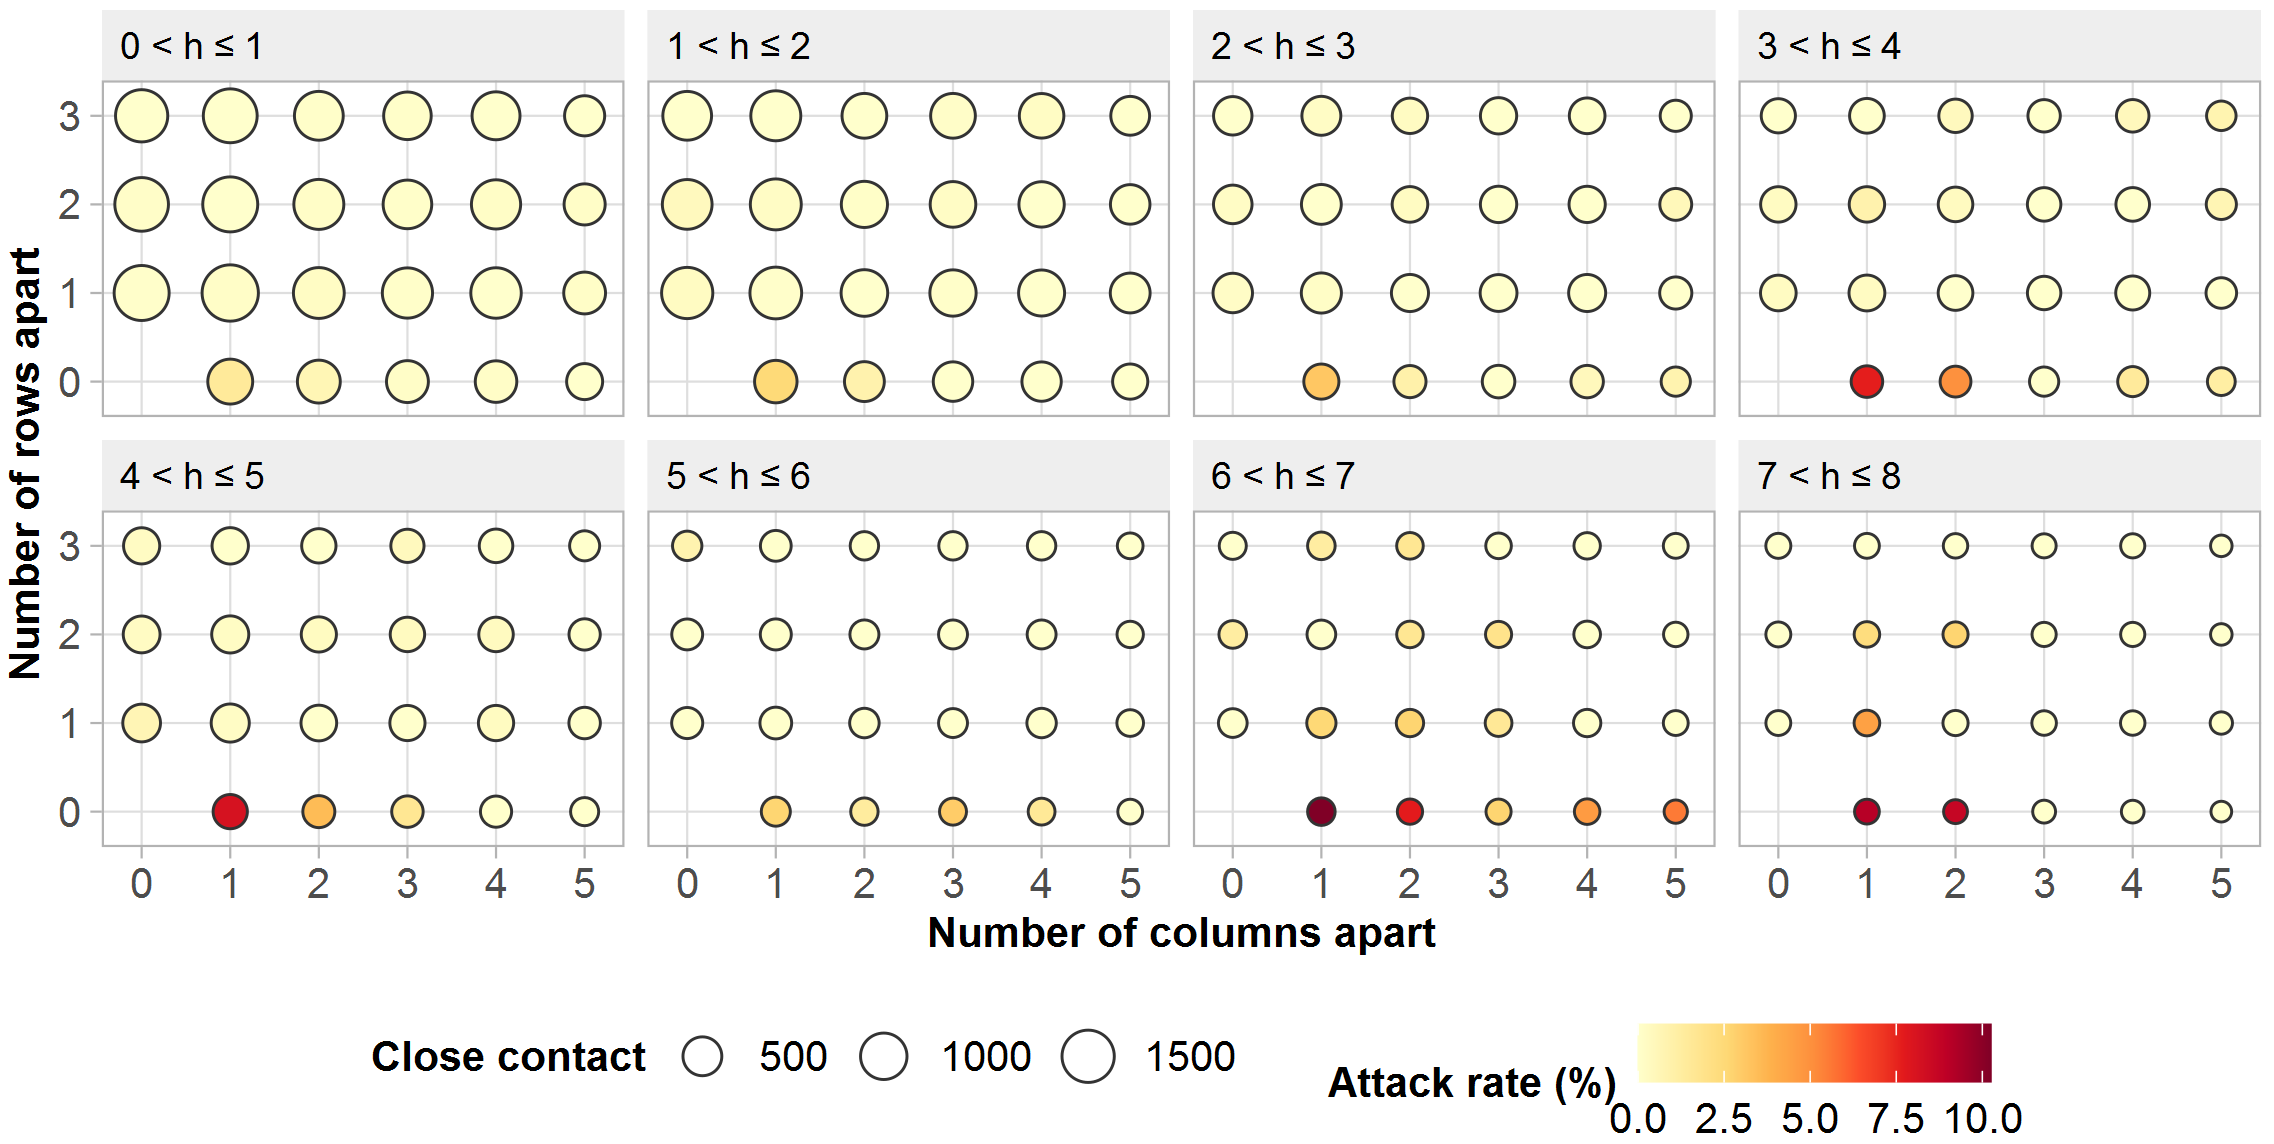 0 < h ≤ 1
1 < h ≤ 2
2 < h ≤ 3
3 < h ≤ 4
3
2
1
0
Number of rows apart
4 < h ≤ 5
5 < h ≤ 6
6 < h ≤ 7
7 < h ≤ 8
3
2
1
0
0 1 2 3 4 5
0 1 2 3 4 5
0 1 2 3 4 5
0 1 2 3 4 5
Number of columns apart
Close contact 500 1000 1500
Attack rate (%)
0.0 2.5 5.0 7.5 10.0